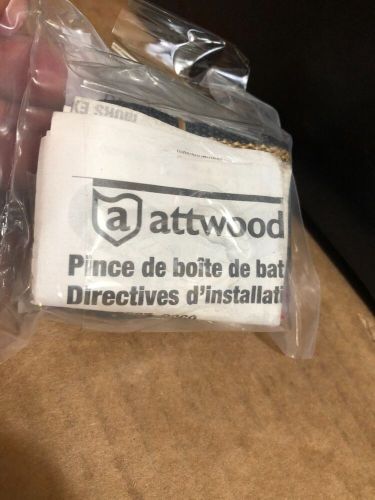 a attwood
Pince de boîte de bat
Directives d'installati